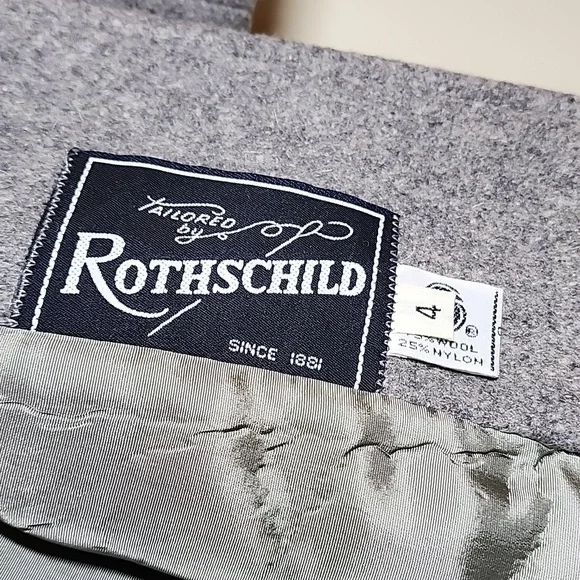 TAILORED
by
ROTHSCHILD
SINCE 1881
4
®
WOOL
25% NYLON